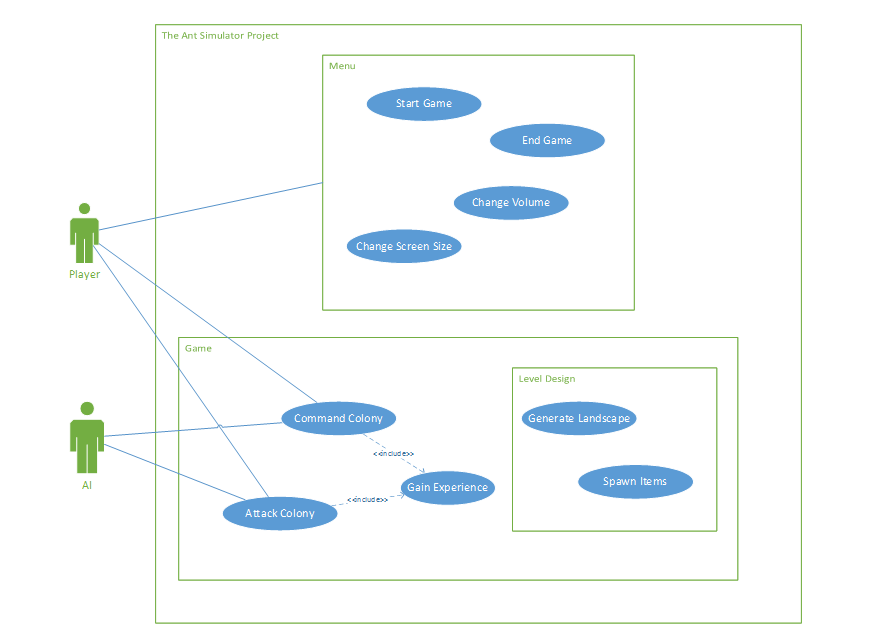 The Ant Simulator Project
Menu
Start Game
End Game
Change Volume
Change Screen Size
Player
Game
Level Design
Command Colony
Generate Landscape
<<include>>
Gain Experience
Spawn Items
<<include>>
Attack Colony
AI